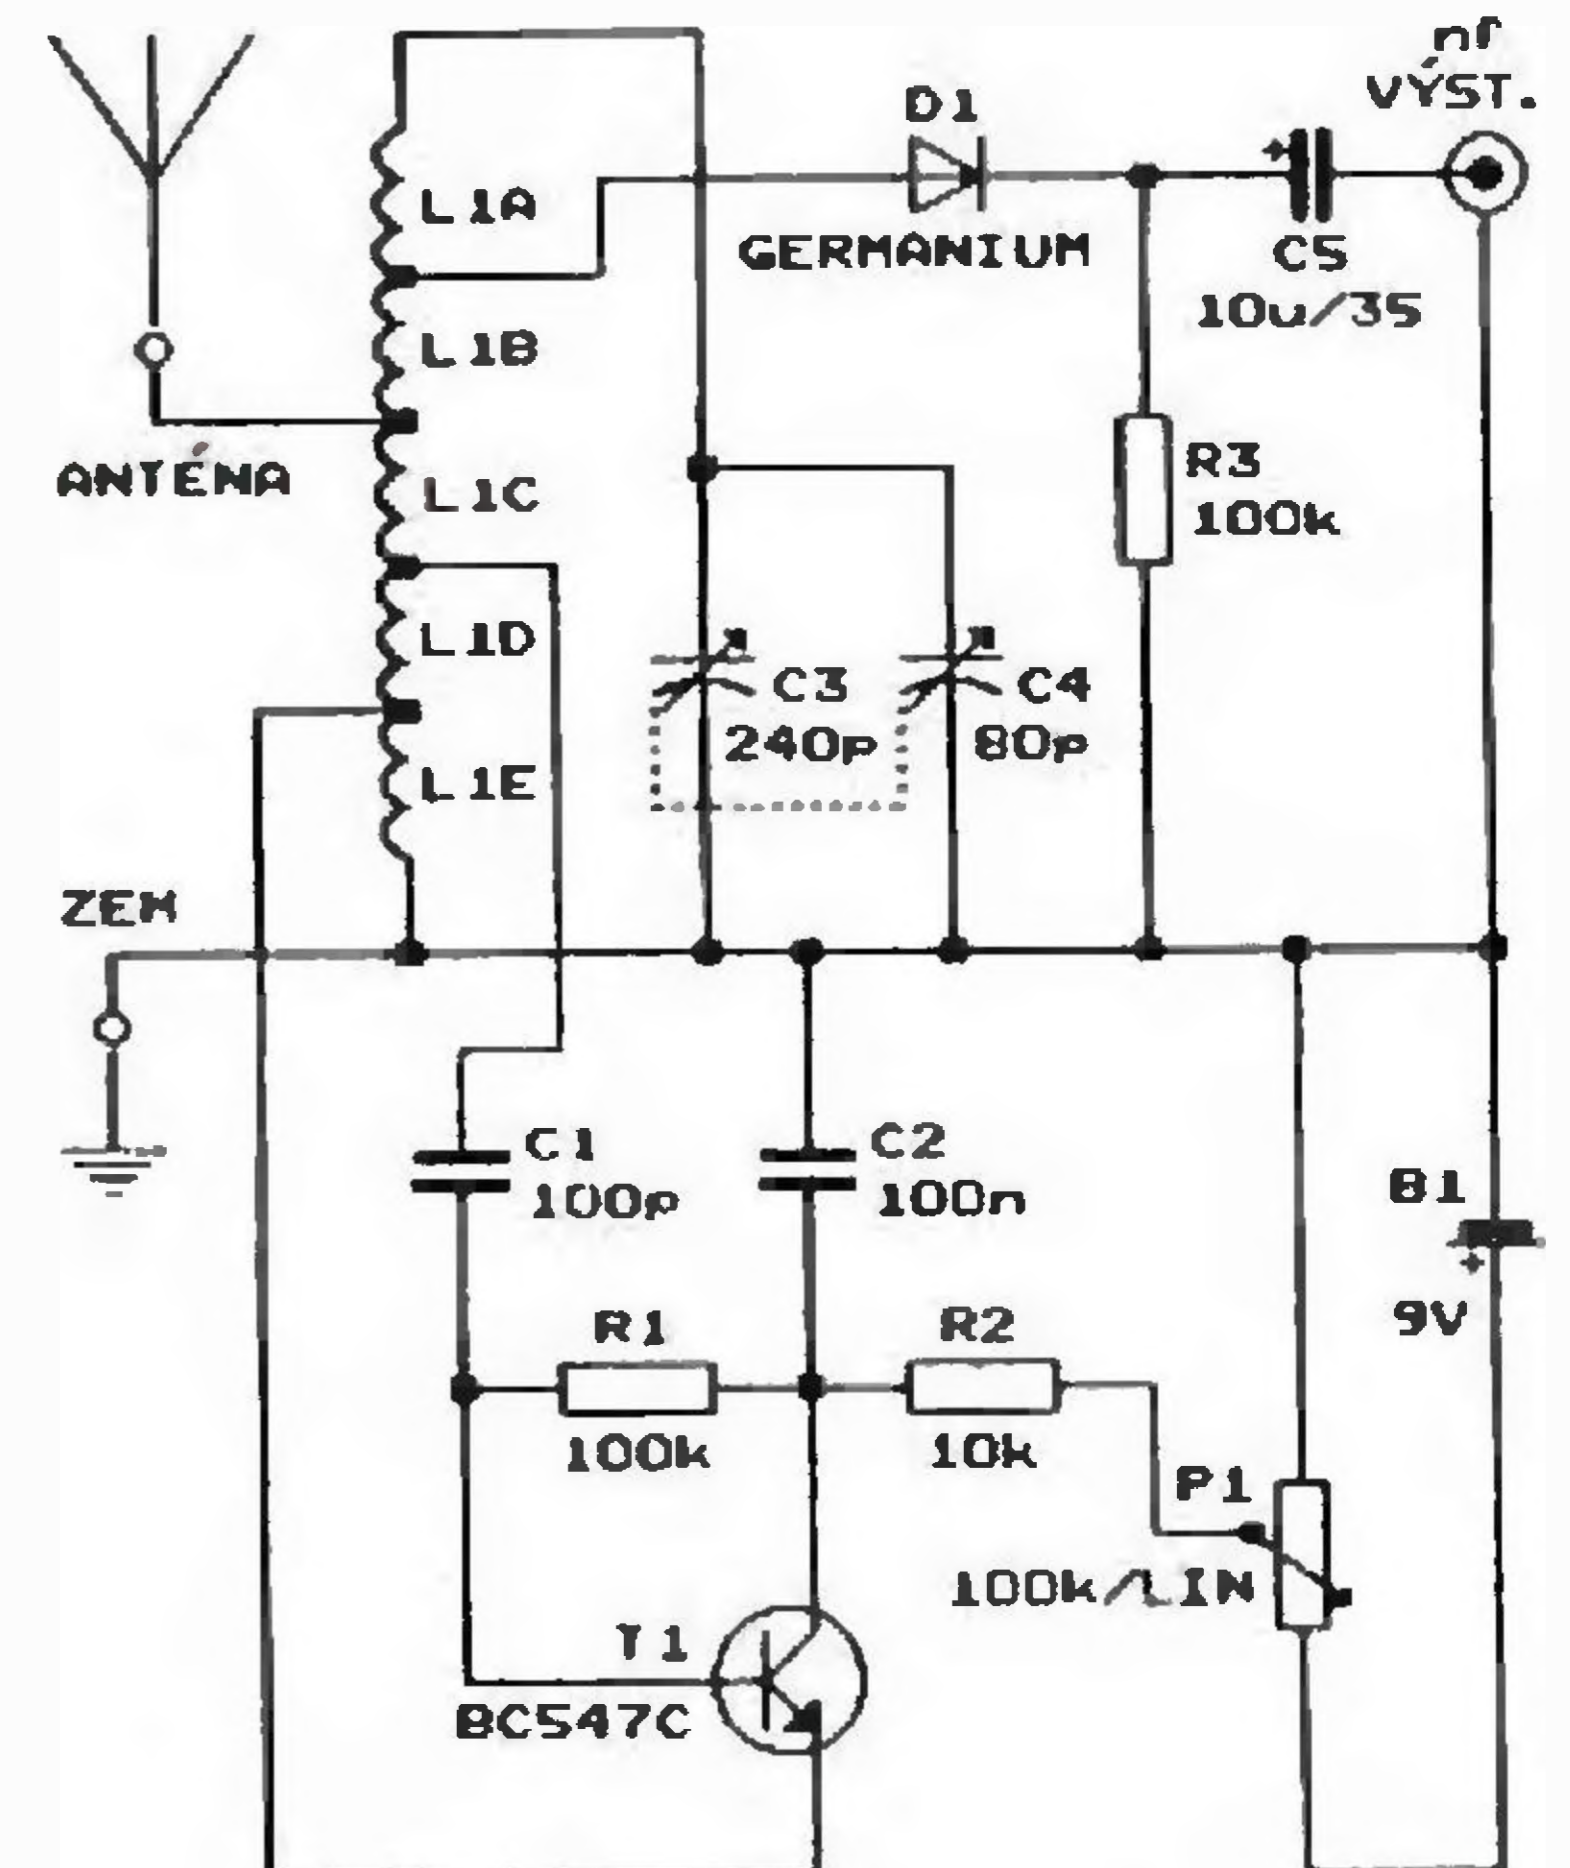 nf
VÝST.
D1
GERMANIUM
C5
10u/35
L1A
L1B
ANTÉNA
L1C
R3
100k
L1D
C3
240p
C4
80p
L1E
ZEM
C1
100p
C2
100n
B1
9V
R1
100k
R2
10k
P1
100k/LIN
T1
BC547C